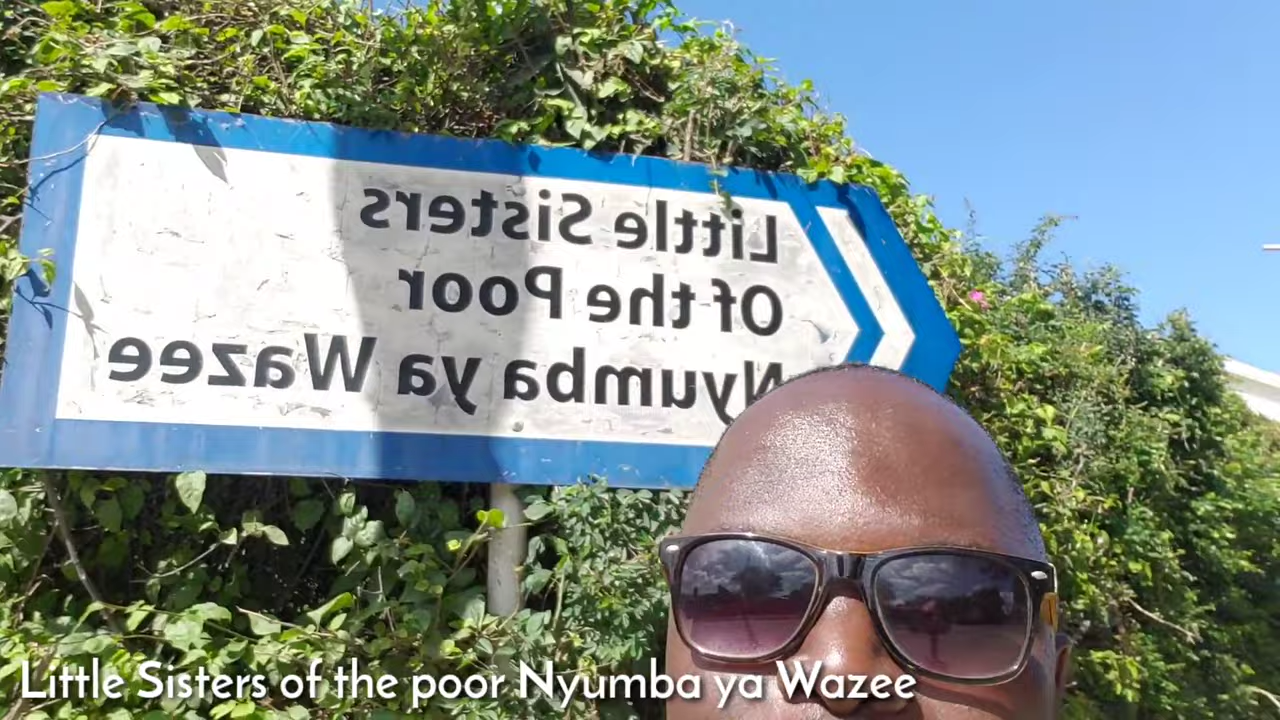 Little Sisters
Of the Poor
Nyumba ya Wazee
Little Sisters of the poor Nyumba ya Wazee